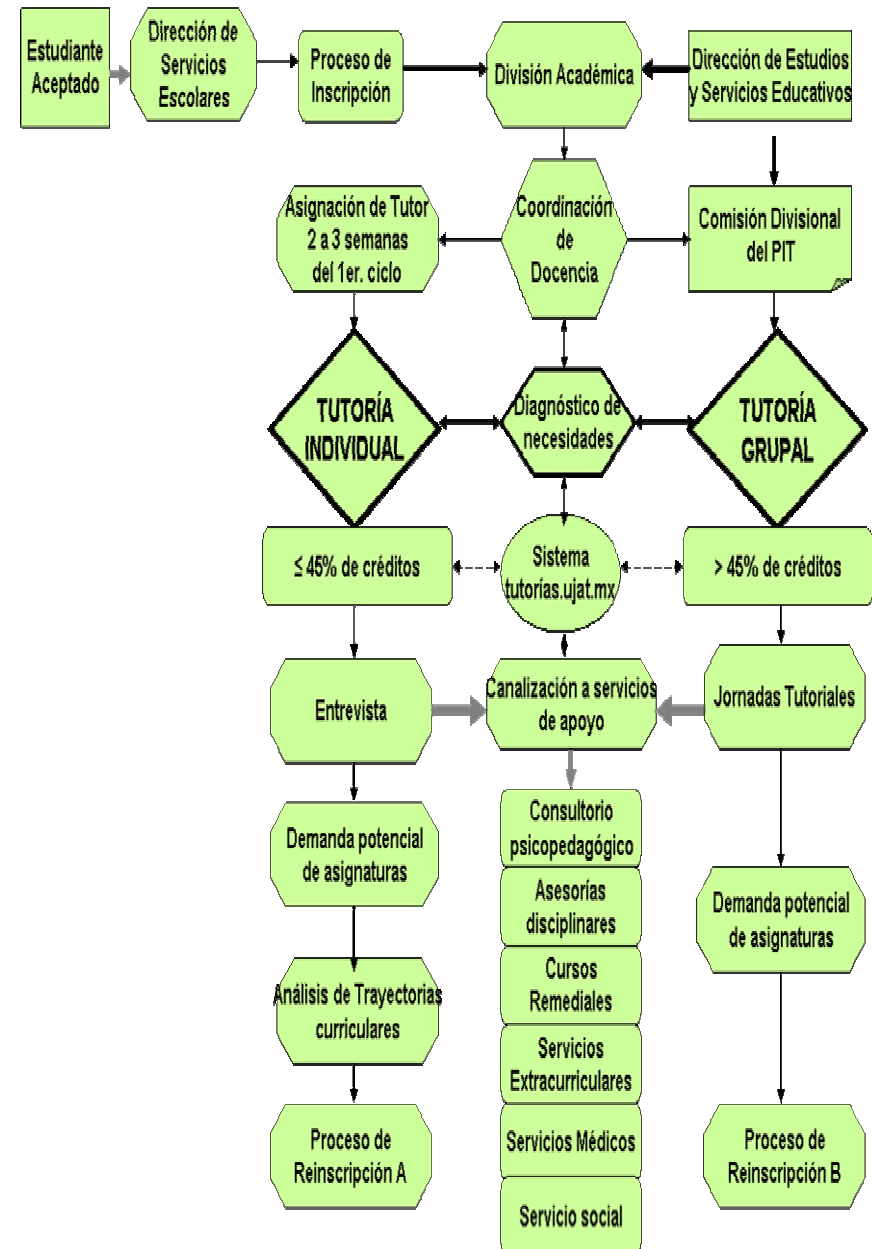 Estudiante
Aceptado
Dirección de
Servicios
Escolares
Proceso de
Inscripción
División Académica
Dirección de Estudios
y Servicios Educativos
Asignación de Tutor
2 a 3 semanas
del 1er. ciclo
Coordinación
de
Docencia
Comisión Divisional
del PIT
TUTORÍA
INDIVIDUAL
Diagnóstico de
necesidades
TUTORÍA
GRUPAL
≤ 45% de créditos
Sistema
tutorías.ujat.mx
> 45% de créditos
Entrevista
Canalización a servicios
de apoyo
Jornadas Tutoriales
Demanda potencial
de asignaturas
Consultorio
psicopedagógico
Asesorías
disciplinares
Demanda potencial
de asignaturas
Análisis de Trayectorias
curriculares
Cursos
Remediales
Servicios
Extracurriculares
Proceso de
Reinscripción A
Servicios Médicos
Proceso de
Reinscripción B
Servicio social